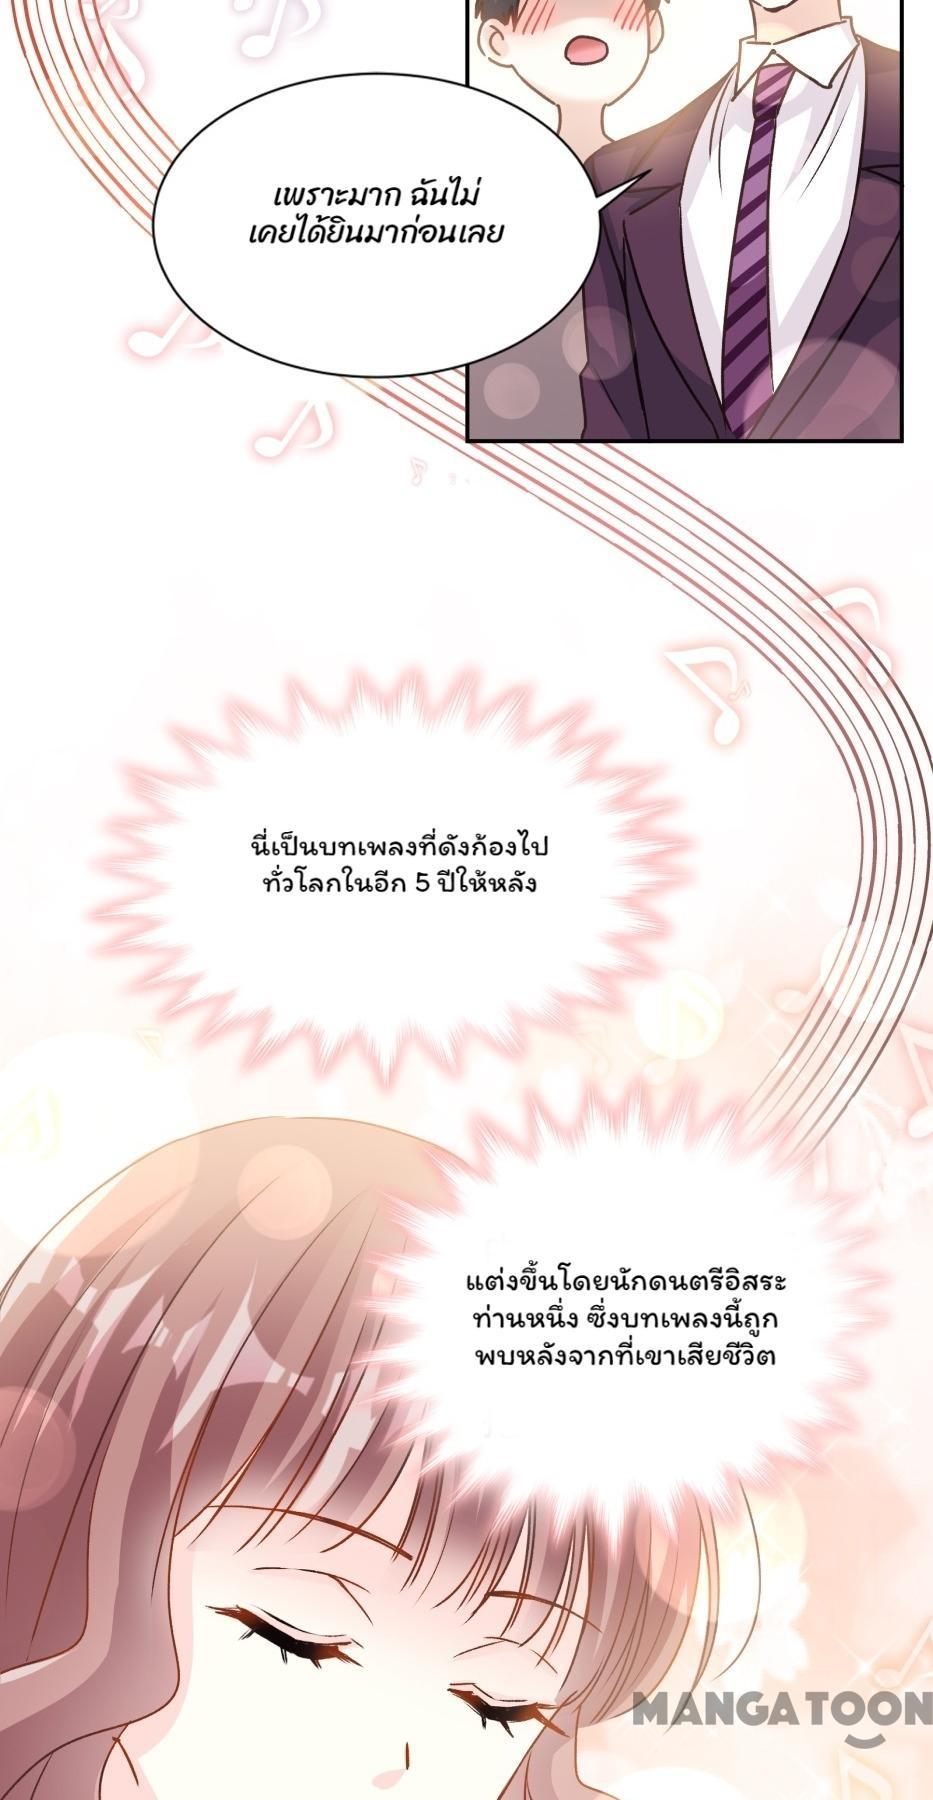 เพราะมาก ฉันไม่
เคยได้ยินมาก่อนเลย
นี่เป็นบทเพลงที่ดังก้องไป
ทั่วโลกในอีก 5 ปีให้หลัง
แต่งขึ้นโดยนักดนตรีอิสระ
ท่านหนึ่ง ซึ่งบทเพลงนี้ถูก
พบหลังจากที่เขาเสียชีวิต
MANGATOON